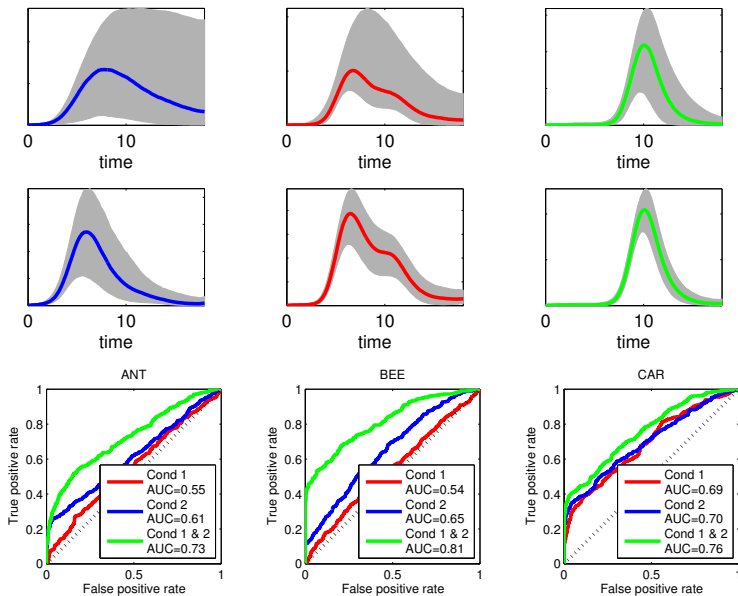 0 10
time
0 10
time
0 10
time
0 10
0 10
0 10
ANT
1
0.8
0.6
0.4
0.2
0
0 0.5 1
True positive rate
False positive rate
Cond 1
AUC=0.55
Cond 2
AUC=0.61
Cond 1 & 2
AUC=0.73
BEE
1
0.8
0.6
0.4
0.2
0
0 0.5 1
True positive rate
False positive rate
Cond 1
AUC=0.54
Cond 2
AUC=0.65
Cond 1 & 2
AUC=0.81
CAR
1
0.8
0.6
0.4
0.2
0
0 0.5 1
True positive rate
False positive rate
Cond 1
AUC=0.69
Cond 2
AUC=0.70
Cond 1 & 2
AUC=0.76